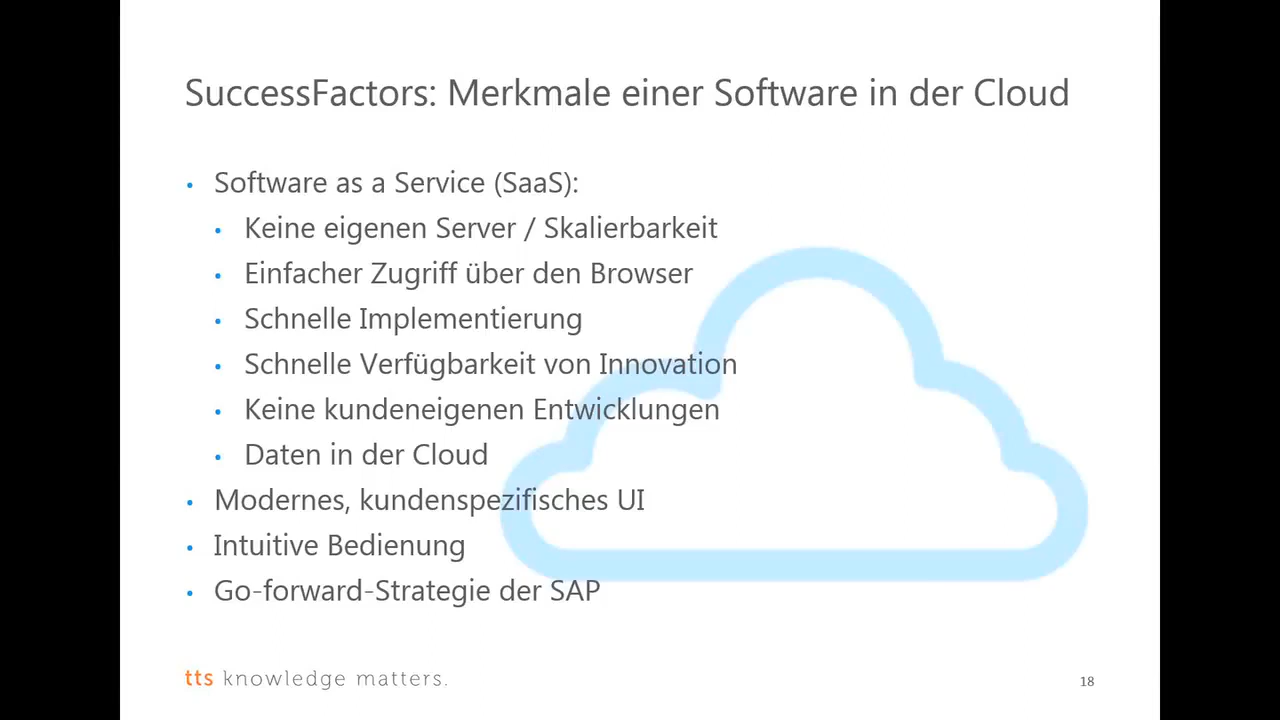 SuccessFactors: Merkmale einer Software in der Cloud
• Software as a Service (SaaS):
• Keine eigenen Server / Skalierbarkeit
• Einfacher Zugriff über den Browser
• Schnelle Implementierung
• Schnelle Verfügbarkeit von Innovation
• Keine kundeneigenen Entwicklungen
• Daten in der Cloud
• Modernes, kundenspezifisches UI
• Intuitive Bedienung
• Go-forward-Strategie der SAP
tts knowledge matters.
18